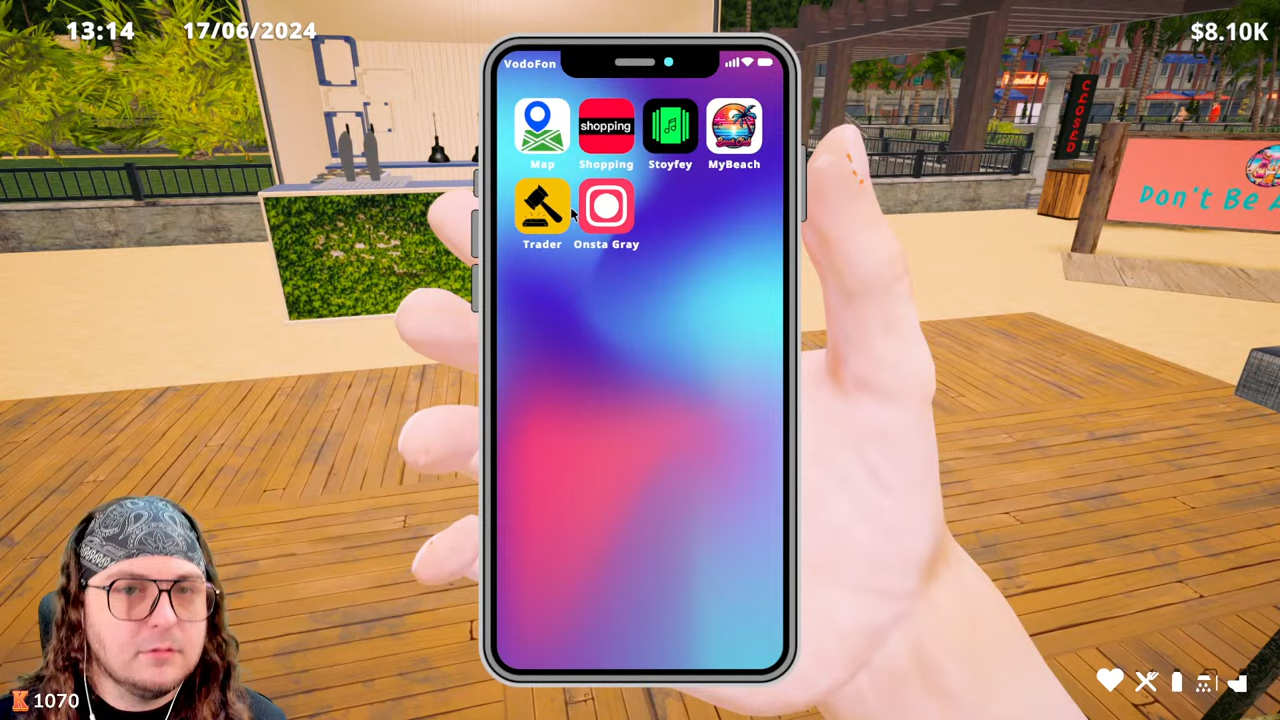 13:14 17/06/2024
$8.10K
VodoFon
shopping
Map Shopping Stoyfey MyBeach
Trader Onsta Gray
CLOSED
Don't Be A
K 1070